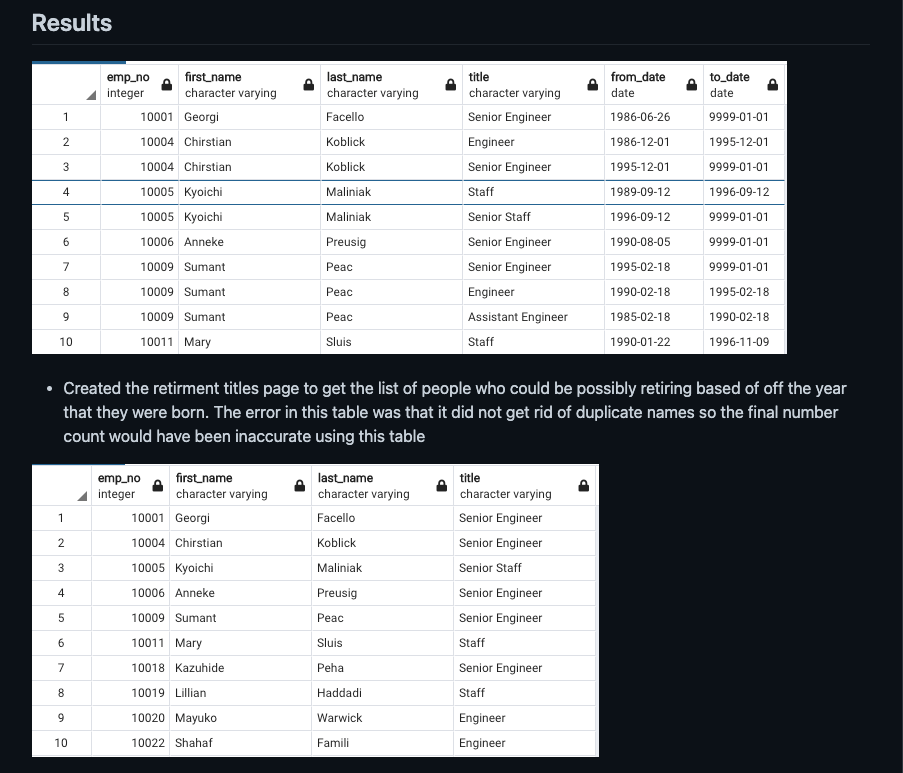 Results
emp_no first_name last_name title from_date to_date
integer character varying character varying character varying date date
1 10001 Georgi Facello Senior Engineer 1986-06-26 9999-01-01
2 10004 Chirstian Koblick Engineer 1986-12-01 1995-12-01
3 10004 Chirstian Koblick Senior Engineer 1995-12-01 9999-01-01
4 10005 Kyoichi Maliniak Staff 1989-09-12 1996-09-12
5 10005 Kyoichi Maliniak Senior Staff 1996-09-12 9999-01-01
6 10006 Anneke Preusig Senior Engineer 1990-08-05 9999-01-01
7 10009 Sumant Peac Senior Engineer 1995-02-18 9999-01-01
8 10009 Sumant Peac Engineer 1990-02-18 1995-02-18
9 10009 Sumant Peac Assistant Engineer 1985-02-18 1990-02-18
10 10011 Mary Sluis Staff 1990-01-22 1996-11-09
• Created the retirment titles page to get the list of people who could be possibly retiring based of off the year
that they were born. The error in this table was that it did not get rid of duplicate names so the final number
count would have been inaccurate using this table
emp_no first_name last_name title
integer character varying character varying character varying
1 10001 Georgi Facello Senior Engineer
2 10004 Chirstian Koblick Senior Engineer
3 10005 Kyoichi Maliniak Senior Staff
4 10006 Anneke Preusig Senior Engineer
5 10009 Sumant Peac Senior Engineer
6 10011 Mary Sluis Staff
7 10018 Kazuhide Peha Senior Engineer
8 10019 Lillian Haddadi Staff
9 10020 Mayuko Warwick Engineer
10 10022 Shahaf Famili Engineer